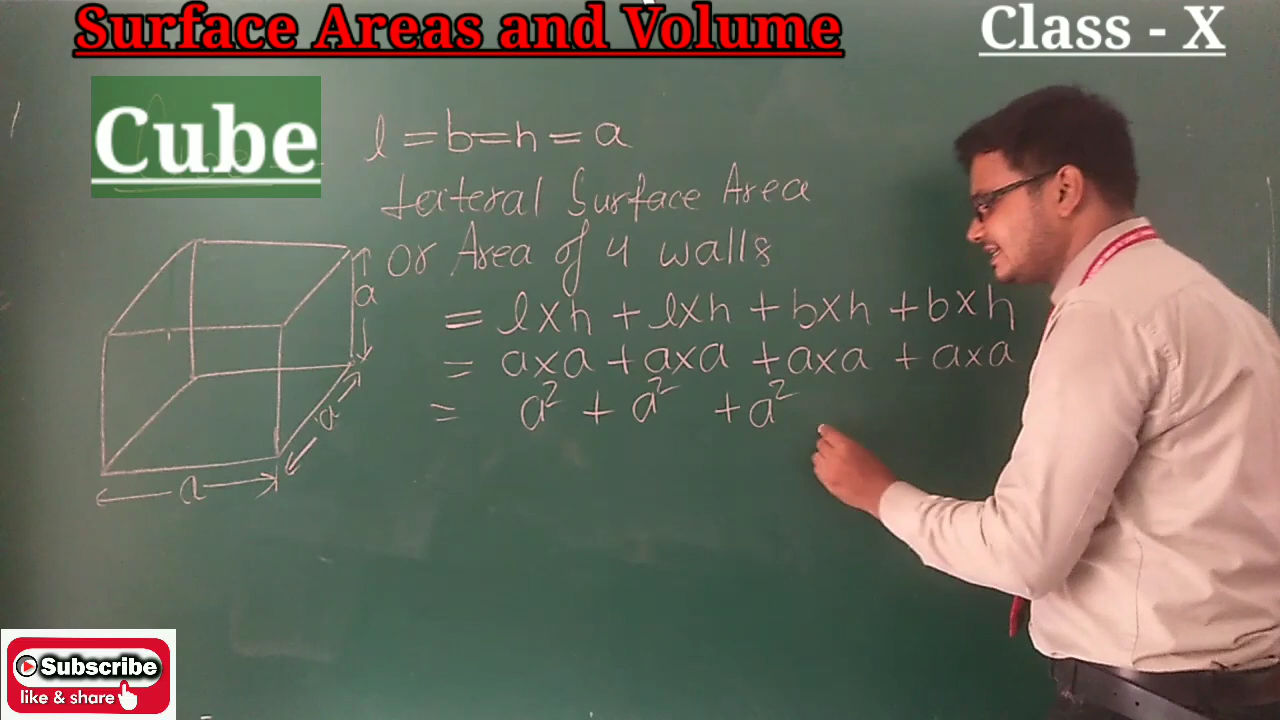 Surface Areas and Volume
Class - X
Cube
l = b = h = a
Lateral Surface Area
or Area of 4 walls
= l×h + l×h + b×h + b×h
= a×a + a×a + a×a + a×a
= a² + a² + a²
a
a
a
Subscribe
like & share